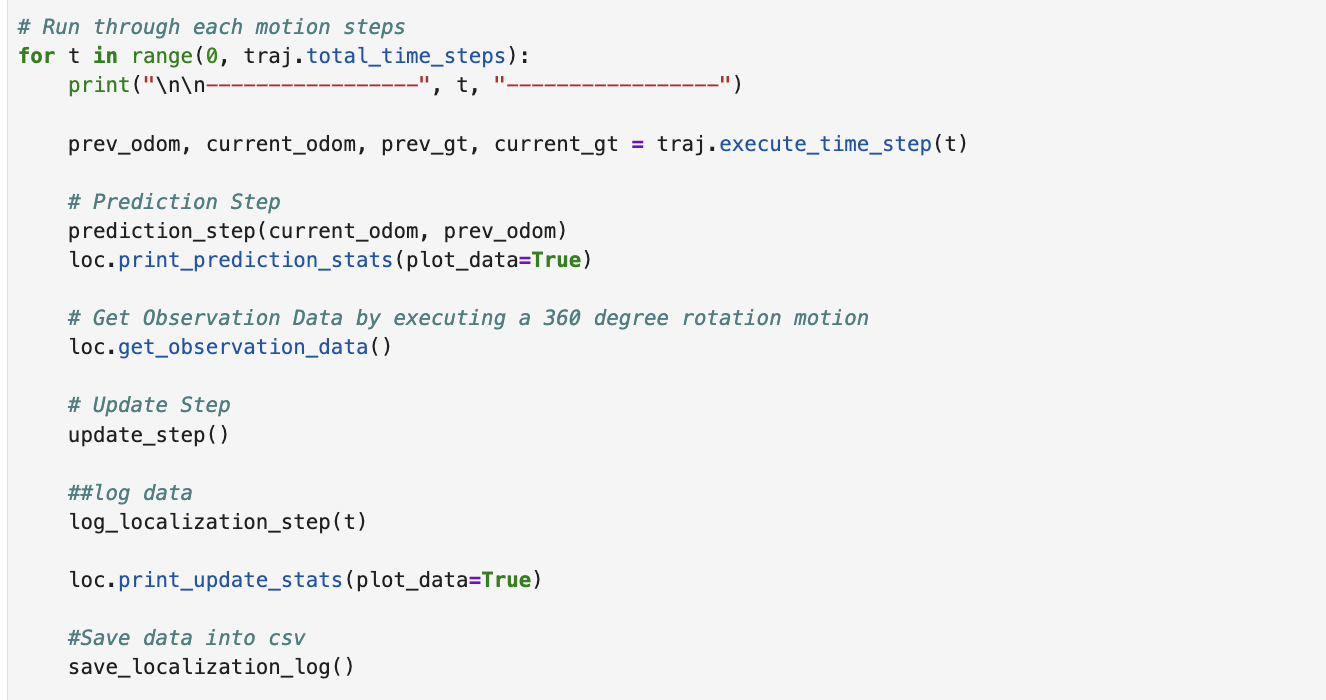 # Run through each motion steps
for t in range(0, traj.total_time_steps):
    print("\n\n-----------------", t, "-----------------")

    prev_odom, current_odom, prev_gt, current_gt = traj.execute_time_step(t)

    # Prediction Step
    prediction_step(current_odom, prev_odom)
    loc.print_prediction_stats(plot_data=True)

    # Get Observation Data by executing a 360 degree rotation motion
    loc.get_observation_data()

    # Update Step
    update_step()

    ##log data
    log_localization_step(t)

    loc.print_update_stats(plot_data=True)

    #Save data into csv
    save_localization_log()